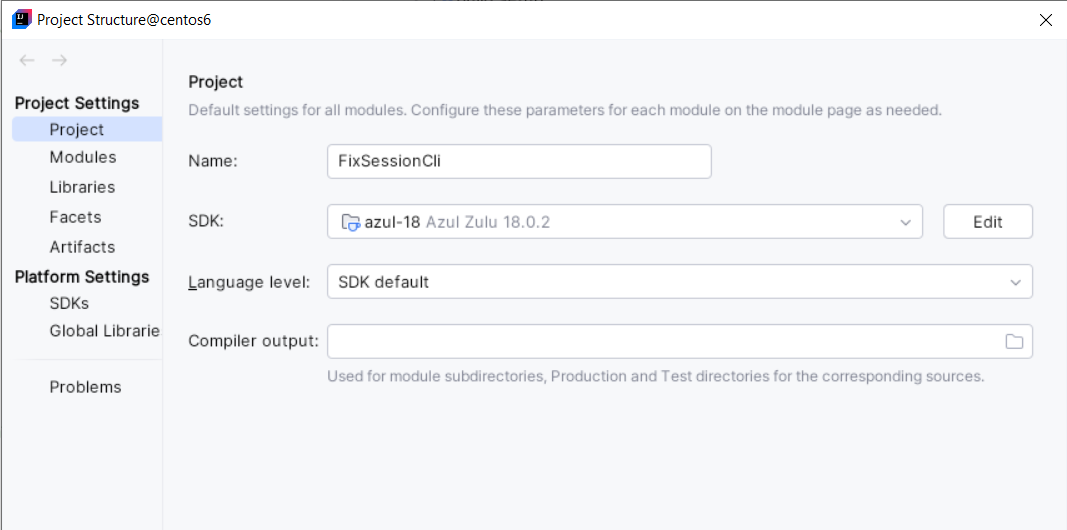 Project Structure@centos6
Project Settings
Project
Modules
Libraries
Facets
Artifacts
Platform Settings
SDKs
Global Librarie
Problems
Project
Default settings for all modules. Configure these parameters for each module on the module page as needed.
Name: FixSessionCli
SDK: azul-18 Azul Zulu 18.0.2 Edit
Language level: SDK default
Compiler output:
Used for module subdirectories, Production and Test directories for the corresponding sources.